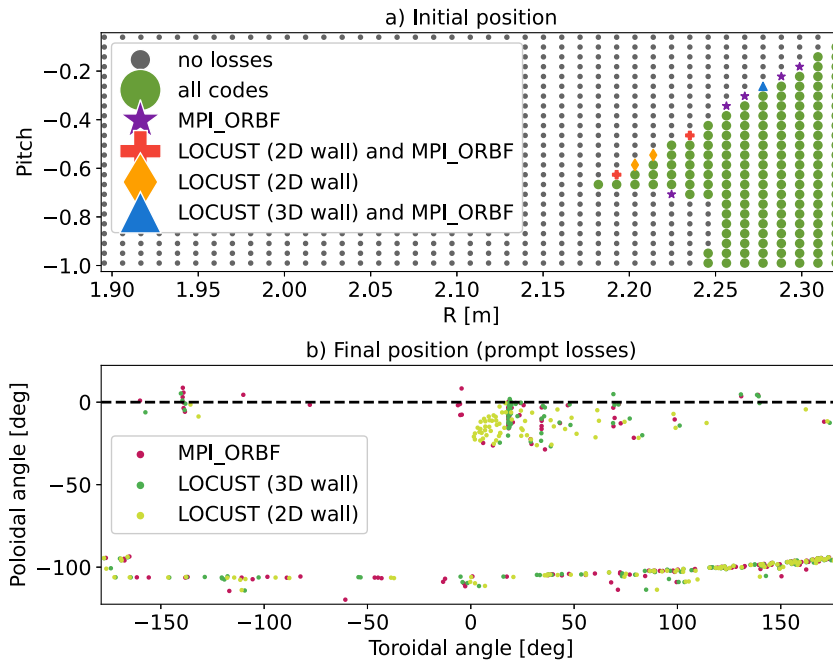 a) Initial position
no losses
all codes
MPI_ORBF
LOCUST (2D wall) and MPI_ORBF
LOCUST (2D wall)
LOCUST (3D wall) and MPI_ORBF
Pitch
−0.2
−0.4
−0.6
−0.8
−1.0
1.90 1.95 2.00 2.05 2.10 2.15 2.20 2.25 2.30
R [m]
b) Final position (prompt losses)
MPI_ORBF
LOCUST (3D wall)
LOCUST (2D wall)
Poloidal angle [deg]
0
−50
−100
−150 −100 −50 0 50 100 150
Toroidal angle [deg]